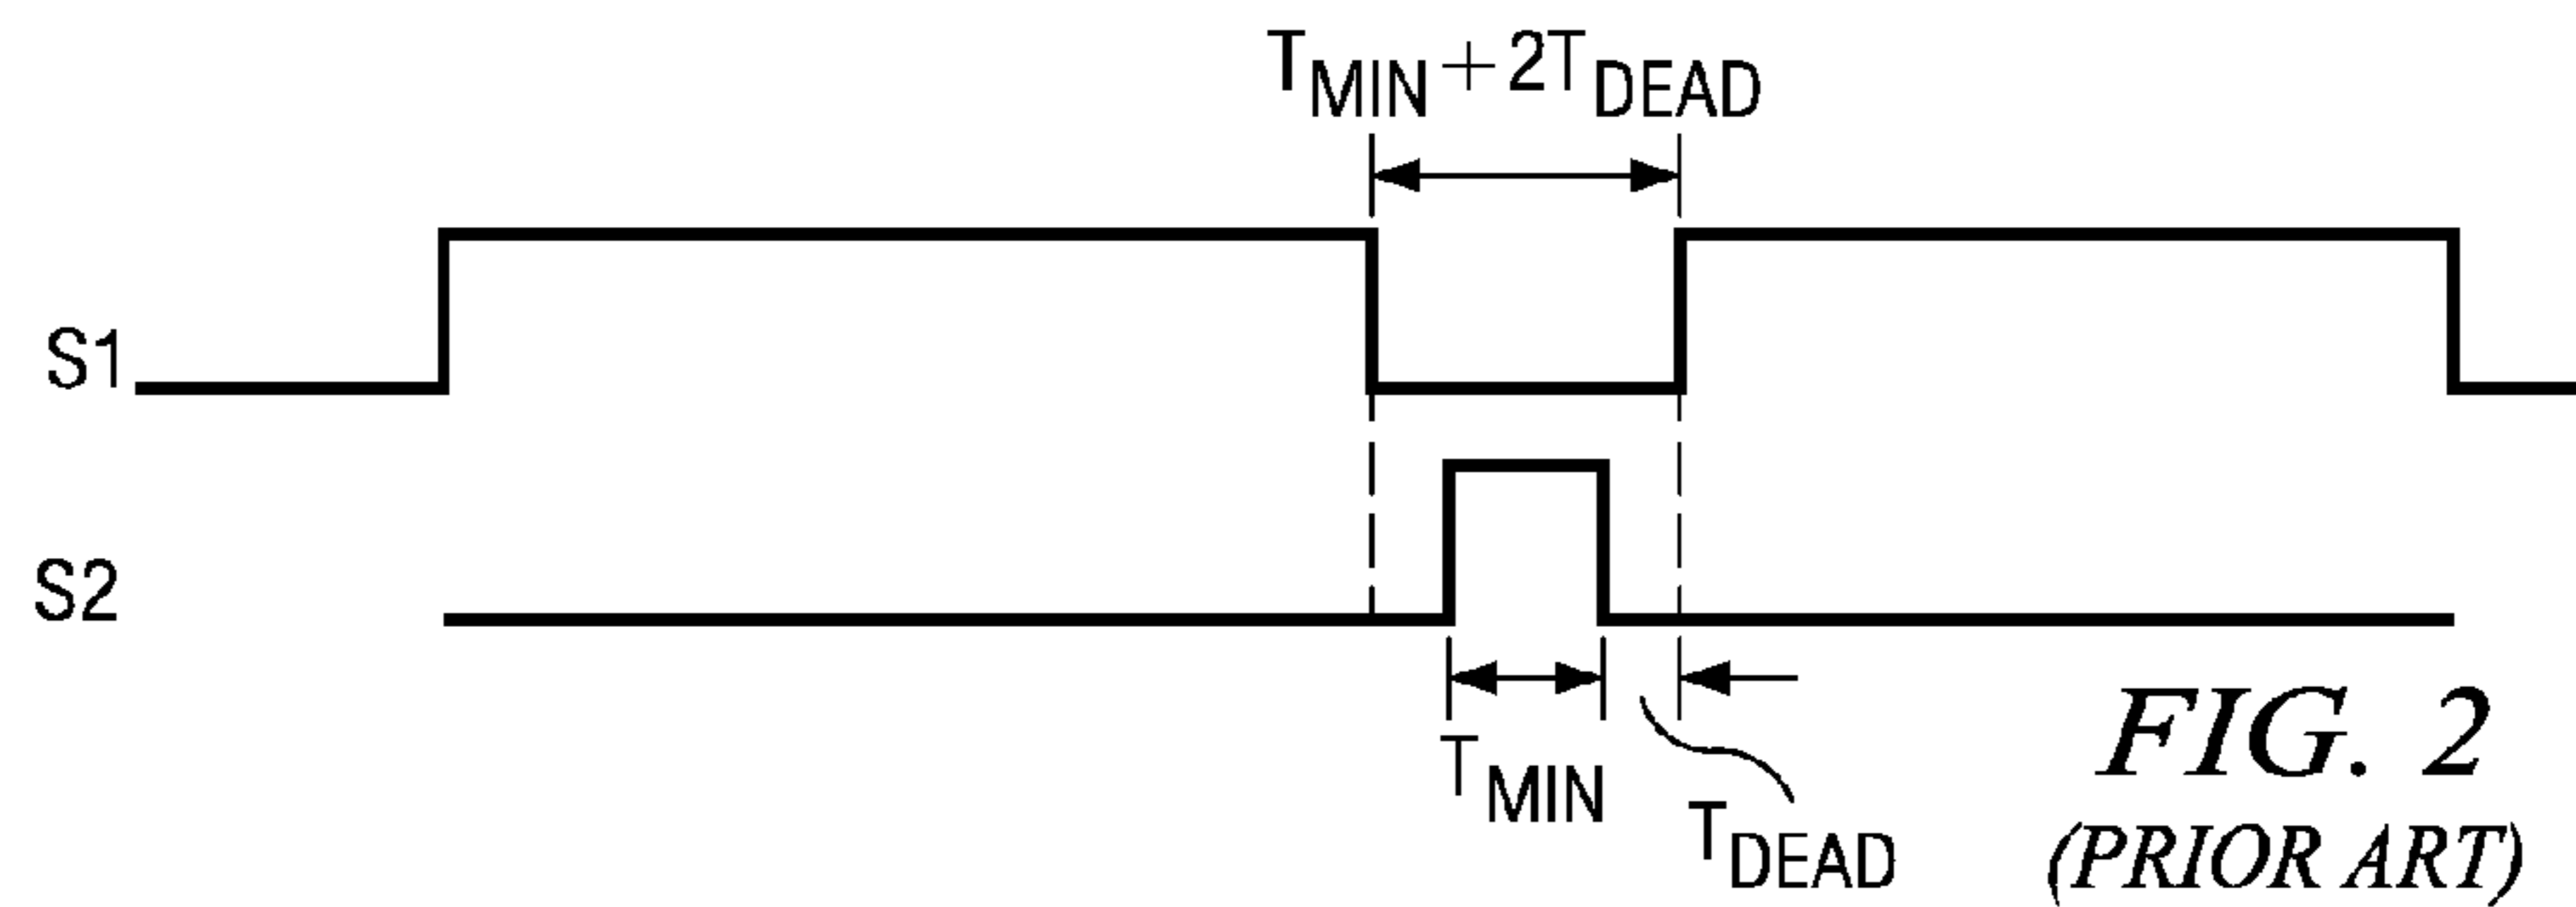 TMIN+2TDEAD
S1
S2
TMIN
TDEAD
FIG. 2
(PRIOR ART)